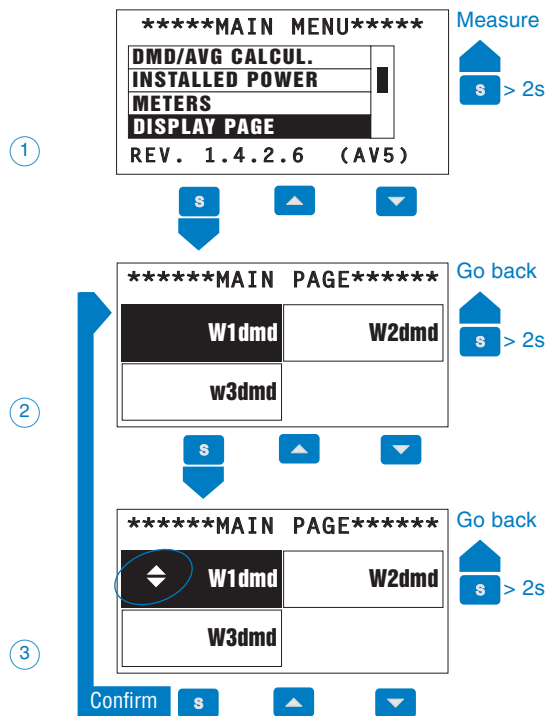 *****MAIN MENU*****
Measure
DMD/AVG CALCUL.
INSTALLED POWER
METERS
DISPLAY PAGE
S > 2s
REV. 1.4.2.6 (AV5)
1
S
******MAIN PAGE******
Go back
W1dmd W2dmd
S > 2s
w3dmd
2
S
******MAIN PAGE******
Go back
W1dmd W2dmd
S > 2s
W3dmd
3
Confirm S